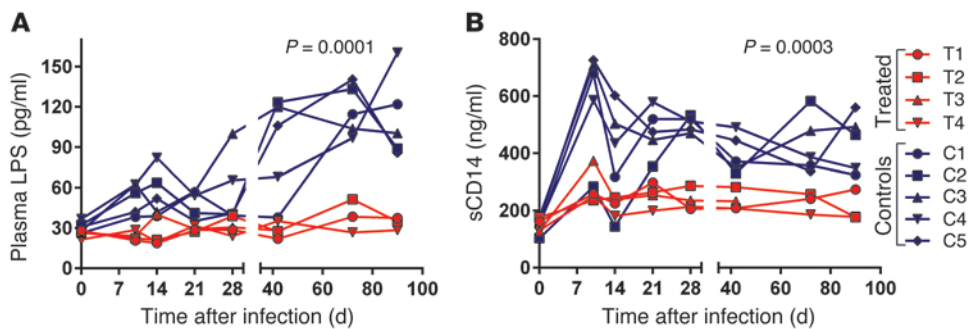 A
P = 0.0001
Plasma LPS (pg/ml)
150
120
90
60
30
0
0 7 14 21 28 40 60 80 100
Time after infection (d)
B
P = 0.0003
sCD14 (ng/ml)
800
600
400
200
0
0 7 14 21 28 40 60 80 100
Time after infection (d)
Treated
T1
T2
T3
T4
Controls
C1
C2
C3
C4
C5